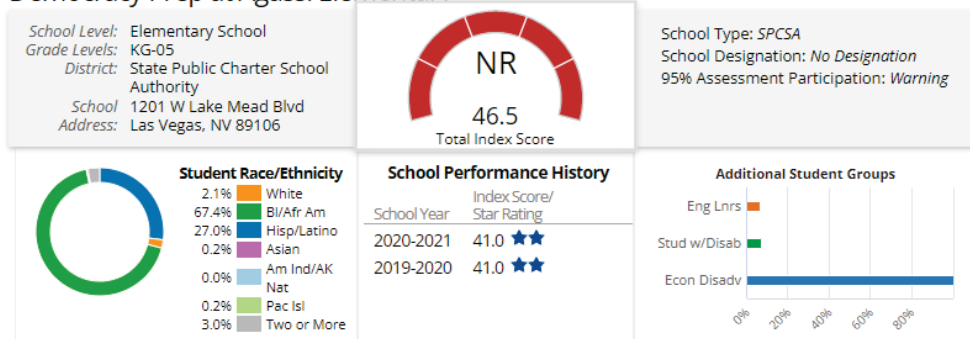 School Level: Elementary School
Grade Levels: KG-05
District: State Public Charter School
Authority
School 1201 W Lake Mead Blvd
Address: Las Vegas, NV 89106
NR
46.5
Total Index Score
School Type: SPCSA
School Designation: No Designation
95% Assessment Participation: Warning
Student Race/Ethnicity
2.1% White
67.4% Bl/Afr Am
27.0% Hisp/Latino
0.2% Asian
0.0% Am Ind/AK
Nat
0.2% Pac Isl
3.0% Two or More
School Performance History
Index Score/
School Year Star Rating
2020-2021 41.0 ★★
2019-2020 41.0 ★★
Additional Student Groups
Eng Lnrs
Stud w/Disab
Econ Disadv
0% 20% 40% 60% 80%